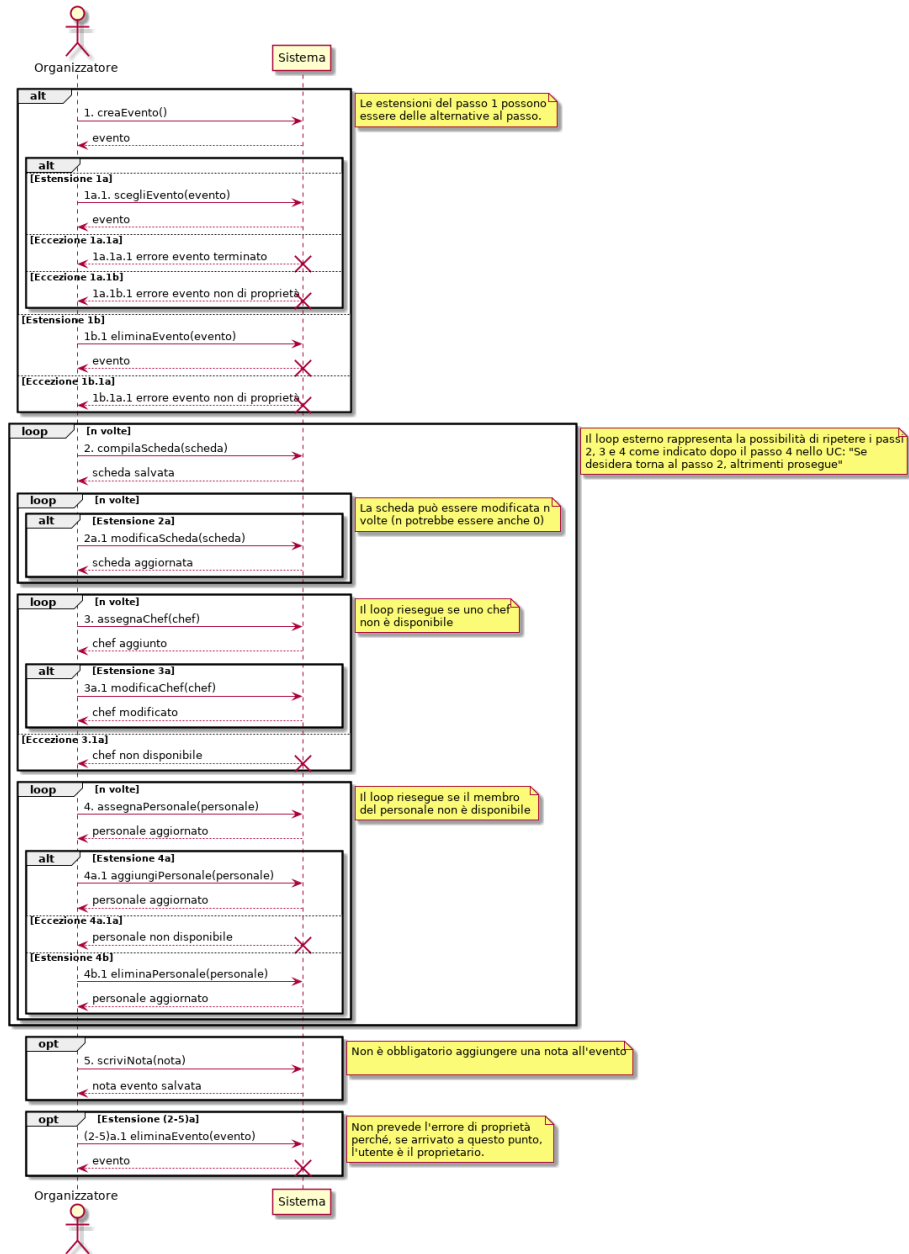 Organizzatore
Sistema
alt
Le estensioni del passo 1 possono
essere delle alternative al passo.
1. creaEvento()
evento
alt
[Estensione 1a]
1a.1. scegliEvento(evento)
evento
[Eccezione 1a.1a]
1a.1a.1 errore evento terminato
[Eccezione 1a.1b]
1a.1b.1 errore evento non di proprietà
[Estensione 1b]
1b.1 eliminaEvento(evento)
evento
[Eccezione 1b.1a]
1b.1a.1 errore evento non di proprietà
loop [n volte]
Il loop esterno rappresenta la possibilità di ripetere i passi
2, 3 e 4 come indicato dopo il passo 4 nello UC: "Se
desidera torna al passo 2, altrimenti prosegue"
2. compilaScheda(scheda)
scheda salvata
loop [n volte]
La scheda può essere modificata n
volte (n potrebbe essere anche 0)
alt [Estensione 2a]
2a.1 modificaScheda(scheda)
scheda aggiornata
loop [n volte]
Il loop riesegue se uno chef
non è disponibile
3. assegnaChef(chef)
chef aggiunto
alt [Estensione 3a]
3a.1 modificaChef(chef)
chef modificato
[Eccezione 3.1a]
chef non disponibile
loop [n volte]
Il loop riesegue se il membro
del personale non è disponibile
4. assegnaPersonale(personale)
personale aggiornato
alt [Estensione 4a]
4a.1 aggiungiPersonale(personale)
personale aggiornato
[Eccezione 4a.1a]
personale non disponibile
[Estensione 4b]
4b.1 eliminaPersonale(personale)
personale aggiornato
opt
Non è obbligatorio aggiungere una nota all'evento
5. scriviNota(nota)
nota evento salvata
opt [Estensione (2-5)a]
Non prevede l'errore di proprietà
perché, se arrivato a questo punto,
l'utente è il proprietario.
(2-5)a.1 eliminaEvento(evento)
evento
Organizzatore
Sistema